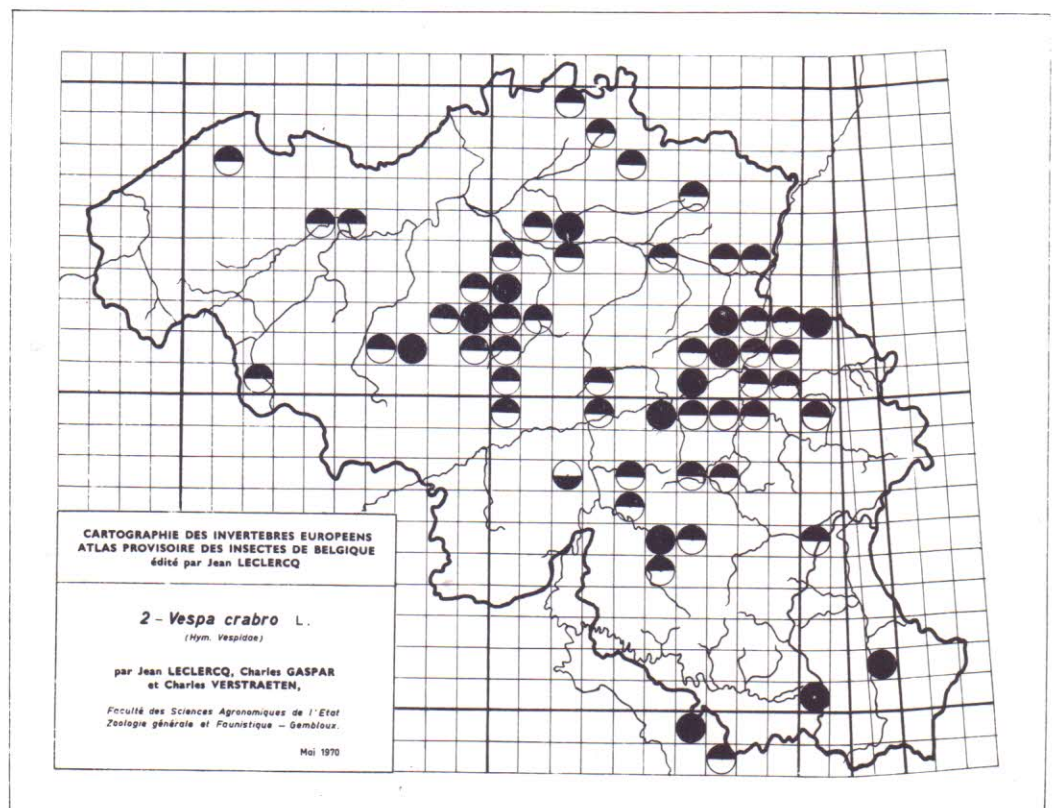 CARTOGRAPHIE DES INVERTEBRES EUROPEENS
ATLAS PROVISOIRE DES INSECTES DE BELGIQUE
édité par Jean LECLERCQ
2 – Vespa crabro L.
(Hym. Vespidae)
par Jean LECLERCQ, Charles GASPAR
et Charles VERSTRAETEN,
Faculté des Sciences Agronomiques de l'Etat
Zoologie générale et Faunistique – Gembloux.
Mai 1970